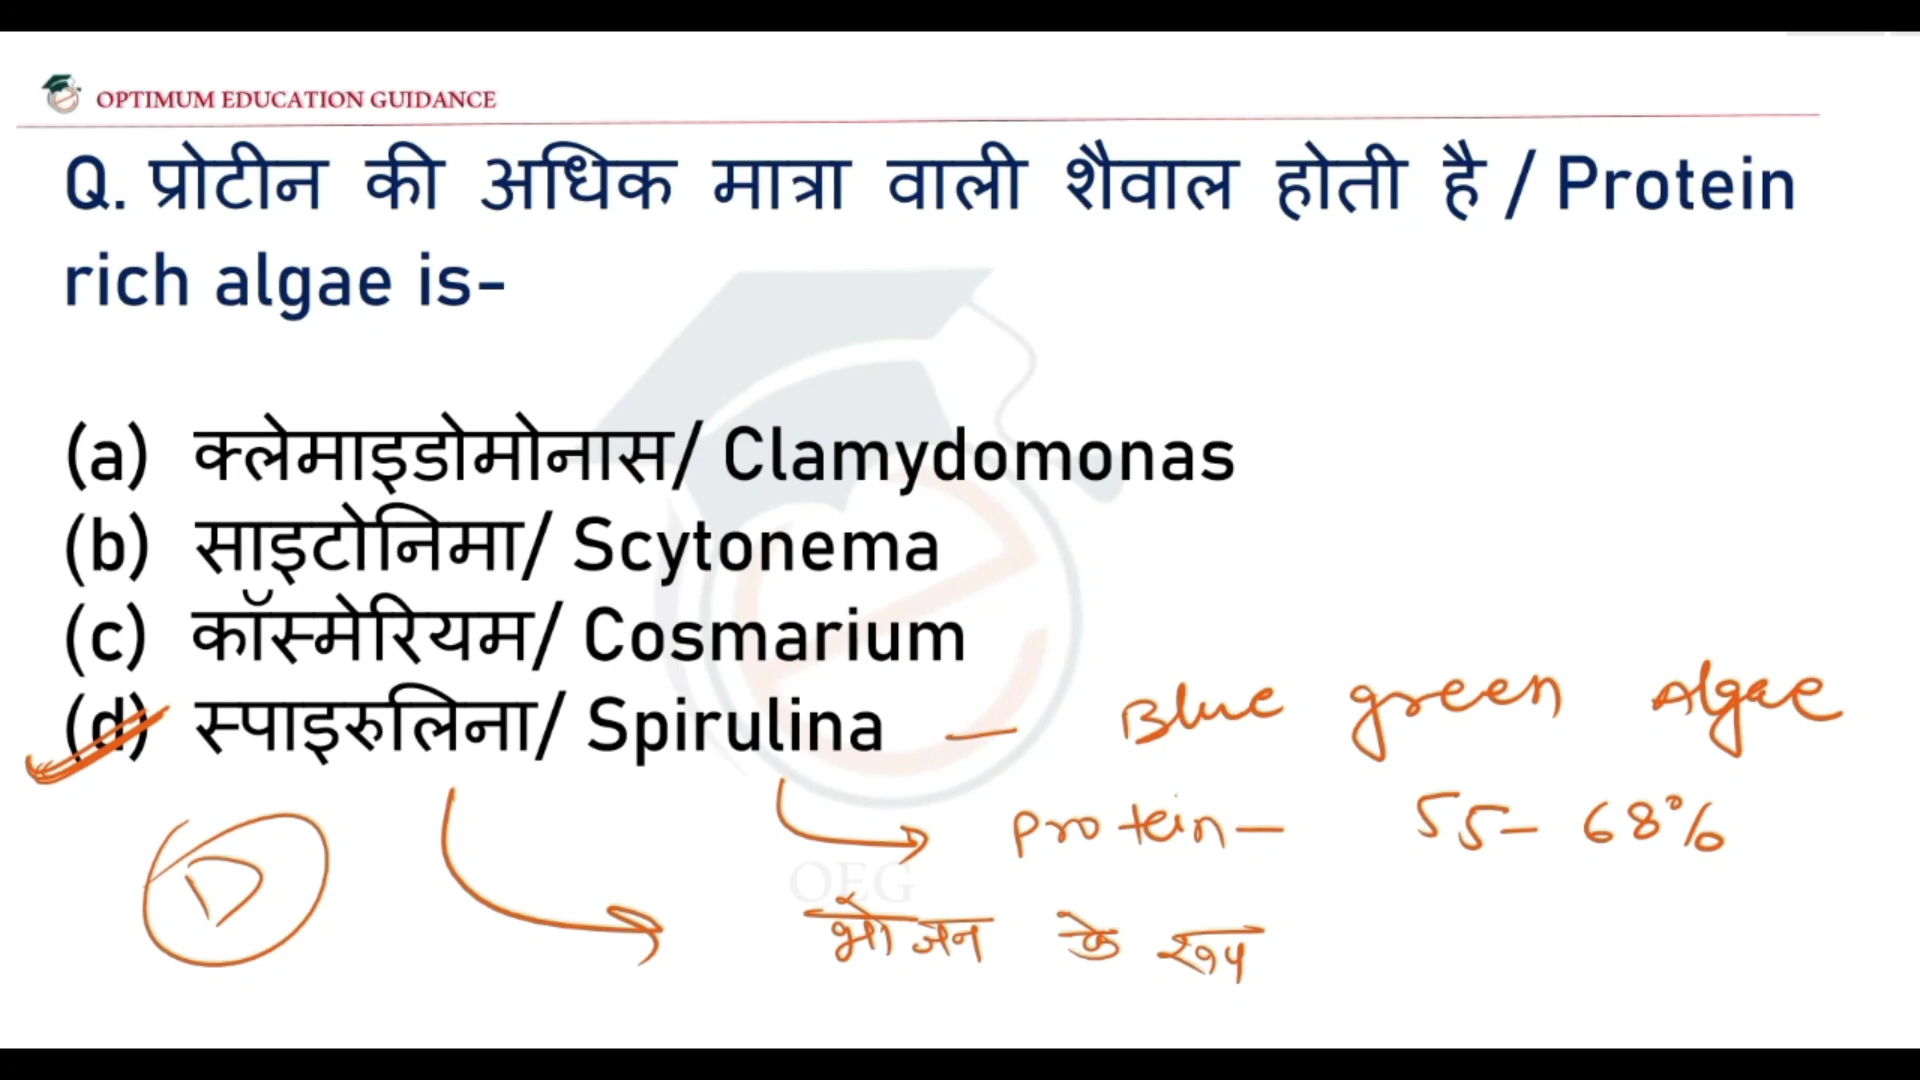 OPTIMUM EDUCATION GUIDANCE
Q. प्रोटीन की अधिक मात्रा वाली शैवाल होती है / Protein
rich algae is-
(a) क्लेमाइडोमोनास/ Clamydomonas
(b) साइटोनिमा/ Scytonema
(c) कॉस्मेरियम/ Cosmarium
(d) स्पाइरुलिना/ Spirulina — Blue green Algae
Protein — 55-68%
D
OEG
भोजन के रूप